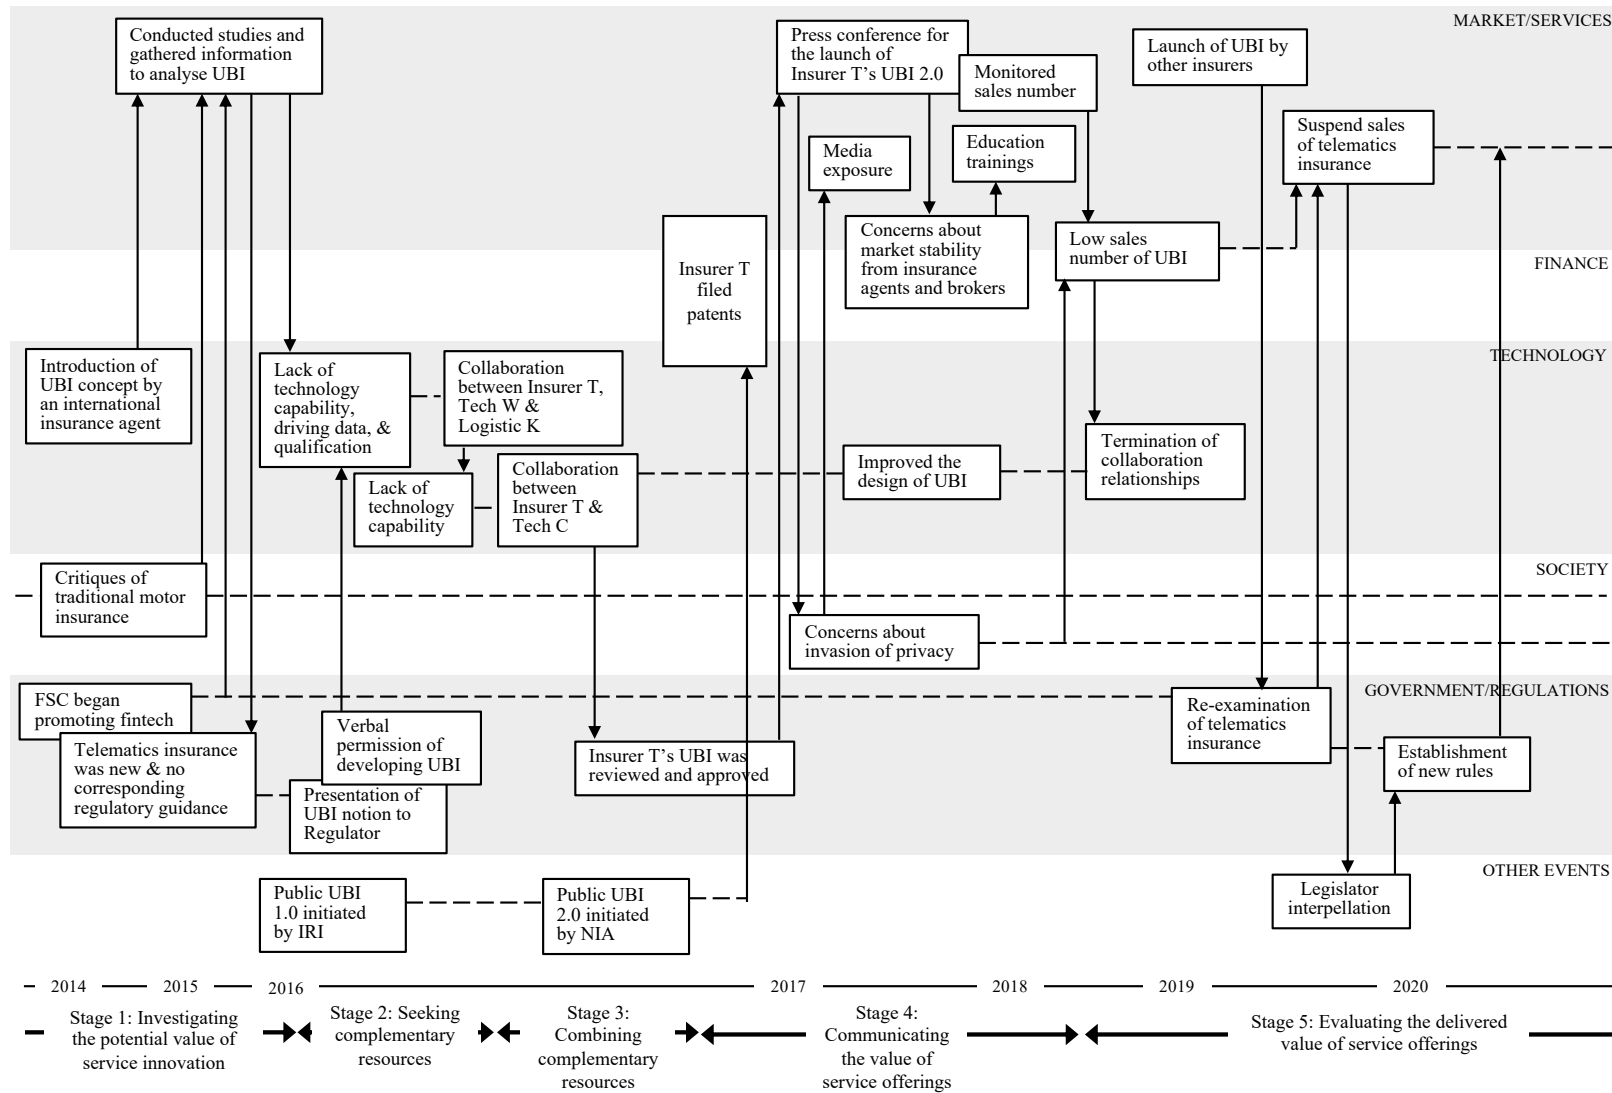 MARKET/SERVICES
Conducted studies and
gathered information
to analyse UBI
Press conference for
the launch of
Insurer T’s UBI 2.0
Monitored
sales number
Launch of UBI by
other insurers
Suspend sales
of telematics
insurance
Media
exposure
Education
trainings
Concerns about
market stability
from insurance
agents and brokers
Low sales
number of UBI
Insurer T
filed
patents
FINANCE
TECHNOLOGY
Introduction of
UBI concept by
an international
insurance agent
Lack of
technology
capability,
driving data, &
qualification
Collaboration
between Insurer T,
Tech W &
Logistic K
Lack of
technology
capability
Collaboration
between
Insurer T &
Tech C
Improved the
design of UBI
Termination of
collaboration
relationships
SOCIETY
Critiques of
traditional motor
insurance
Concerns about
invasion of privacy
GOVERNMENT/REGULATIONS
FSC began
promoting fintech
Telematics insurance
was new & no
corresponding
regulatory guidance
Verbal
permission of
developing UBI
Presentation of
UBI notion to
Regulator
Insurer T’s UBI was
reviewed and approved
Re-examination
of telematics
insurance
Establishment
of new rules
OTHER EVENTS
Public UBI
1.0 initiated
by IRI
Public UBI
2.0 initiated
by NIA
Legislator
interpellation
2014
2015
2016
2017
2018
2019
2020
Stage 1: Investigating
the potential value of
service innovation
Stage 2: Seeking
complementary
resources
Stage 3:
Combining
complementary
resources
Stage 4:
Communicating
the value of
service offerings
Stage 5: Evaluating the delivered
value of service offerings